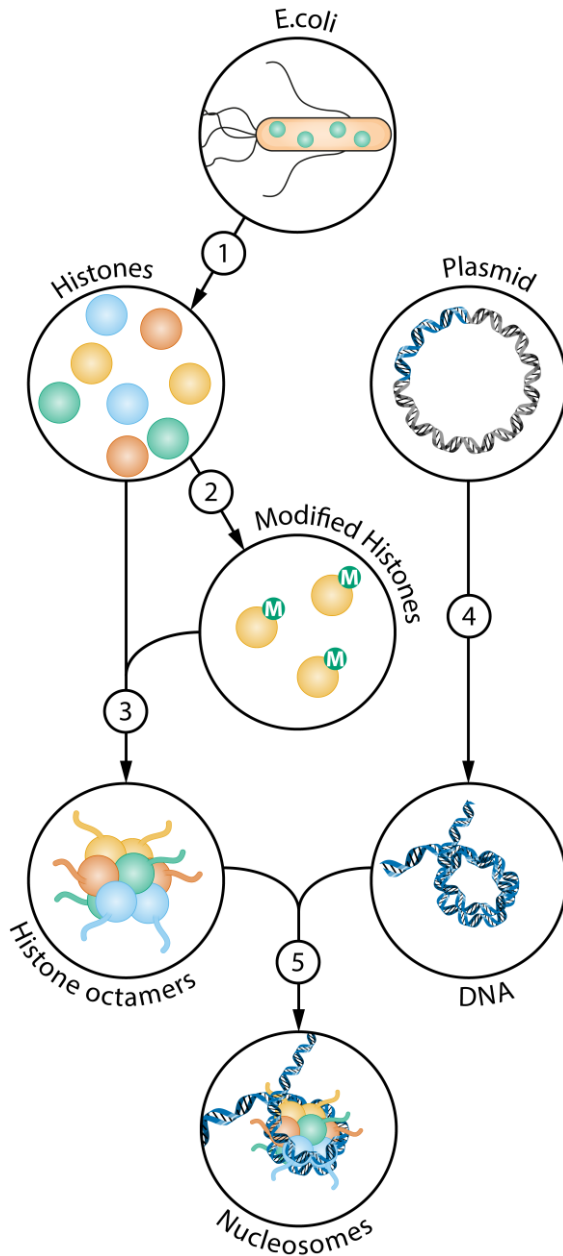 E.coli
1
Histones
Plasmid
2
Modified Histones
M
M
M
4
3
Histone octamers
DNA
5
Nucleosomes